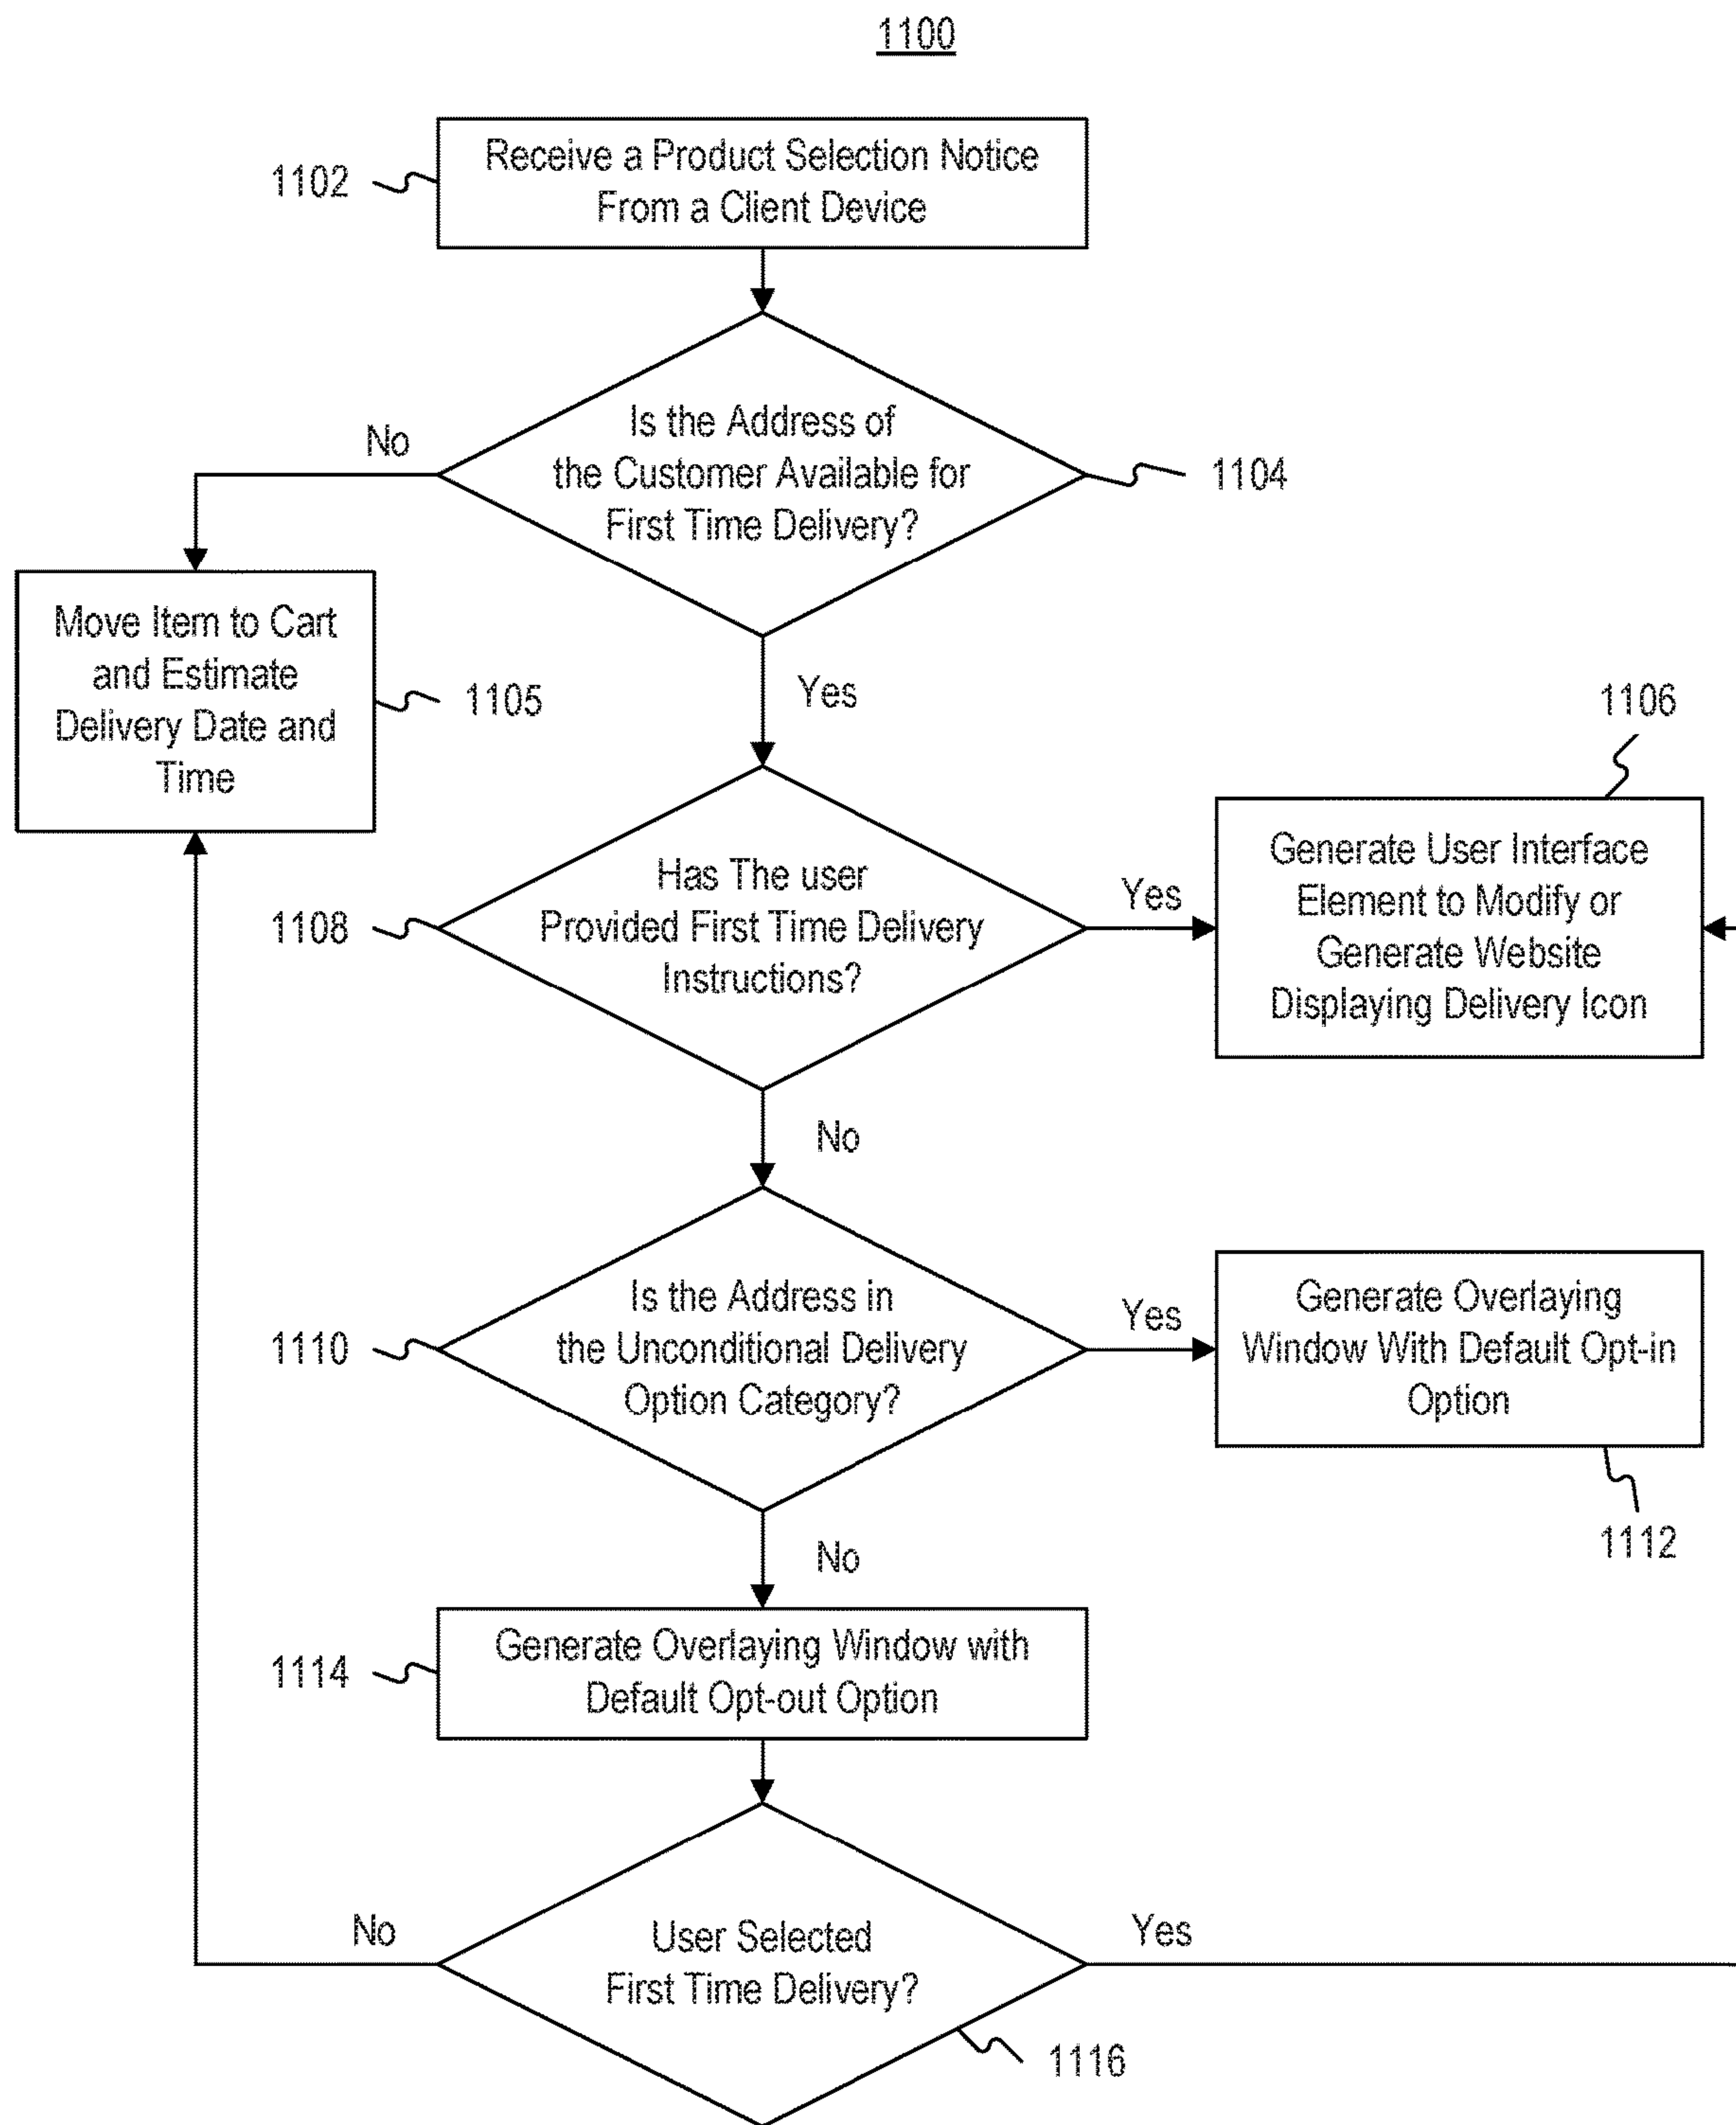 1100
Receive a Product Selection Notice
From a Client Device
1102
Is the Address of
the Customer Available for
First Time Delivery?
1104
No
Yes
Move Item to Cart
and Estimate
Delivery Date and
Time
1105
1106
Has The user
Provided First Time Delivery
Instructions?
1108
Yes
No
Generate User Interface
Element to Modify or
Generate Website
Displaying Delivery Icon
Is the Address in
the Unconditional Delivery
Option Category?
1110
Yes
No
Generate Overlaying
Window With Default Opt-in
Option
1112
Generate Overlaying Window with
Default Opt-out Option
1114
No
User Selected
First Time Delivery?
Yes
1116